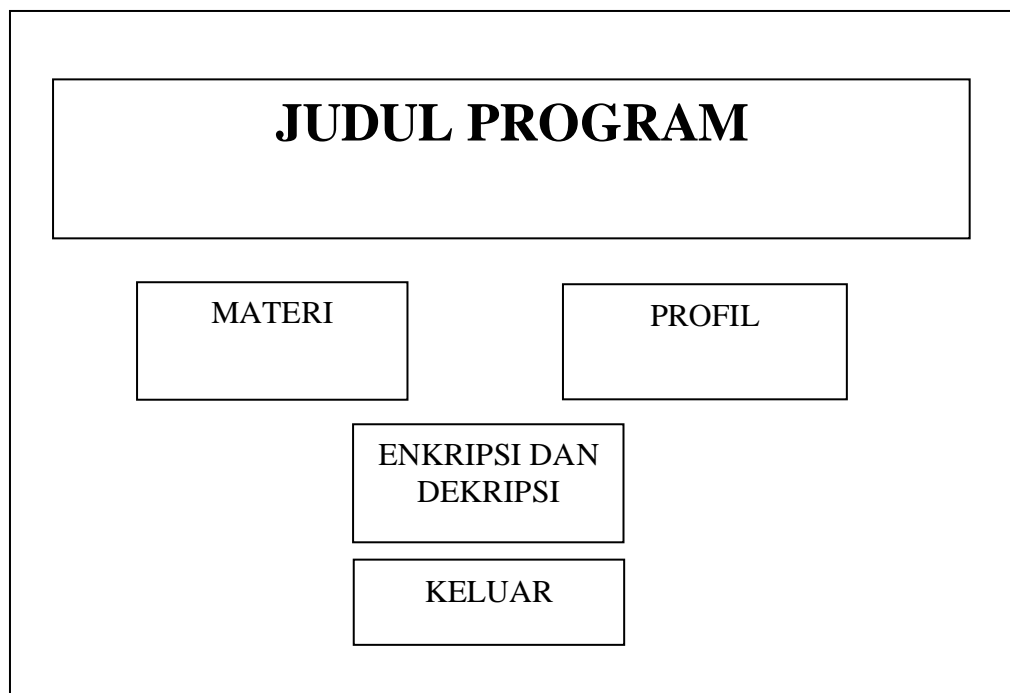 JUDUL PROGRAM
MATERI
PROFIL
ENKRIPSI DAN
DEKRIPSI
KELUAR